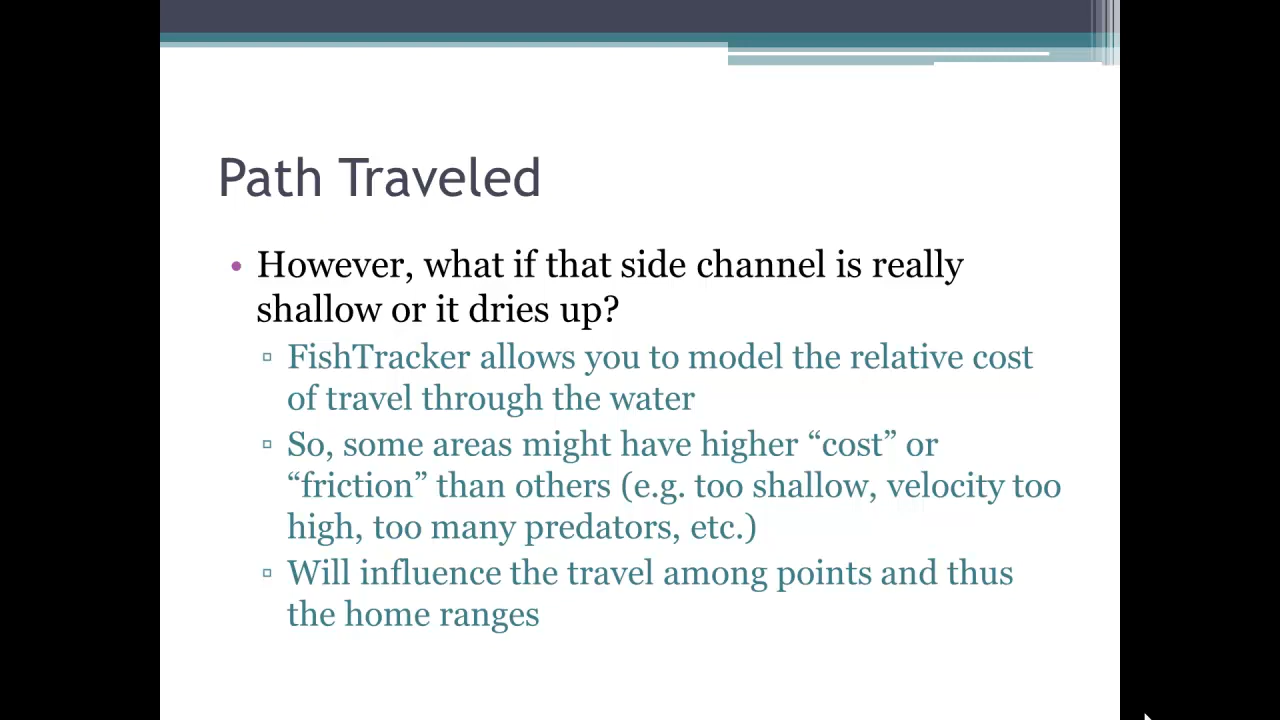 Path Traveled
• However, what if that side channel is really
shallow or it dries up?
▫ FishTracker allows you to model the relative cost
of travel through the water
▫ So, some areas might have higher “cost” or
“friction” than others (e.g. too shallow, velocity too
high, too many predators, etc.)
▫ Will influence the travel among points and thus
the home ranges